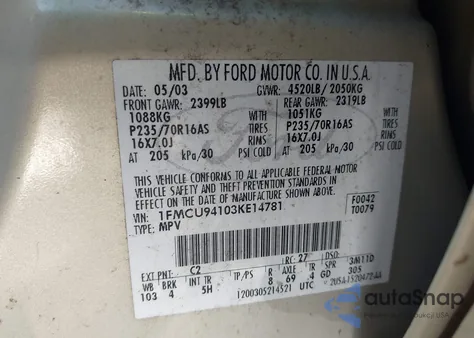 MFD. BY FORD MOTOR CO. IN U.S.A.
DATE: 05/03 GVWR: 4520LB/ 2050KG
FRONT GAWR: 2399LB REAR GAWR: 2319LB
1088KG WITH 1051KG WITH
P235/70R16AS TIRES P235/70R16AS TIRES
16X7.0J RIMS 16X7.0J RIMS
AT 205 kPa/30 PSI COLD AT 205 kPa/30 PSI COLD
THIS VEHICLE CONFORMS TO ALL APPLICABLE FEDERAL MOTOR
VEHICLE SAFETY AND THEFT PREVENTION STANDARDS IN
EFFECT ON THE DATE OF MANUFACTURE SHOWN ABOVE.
VIN: 1FMCU94103KE14781 F0042
TYPE: MPV T0079
EXT PNT: C2 RC: 27 DSO:
WB BRK INT TR TP/PS R AXLE TR SPR 3M11D
103 4 5H 8 69 4 GD 305
1200305214521 UTC
autoSnap
Copyright USA, LLC